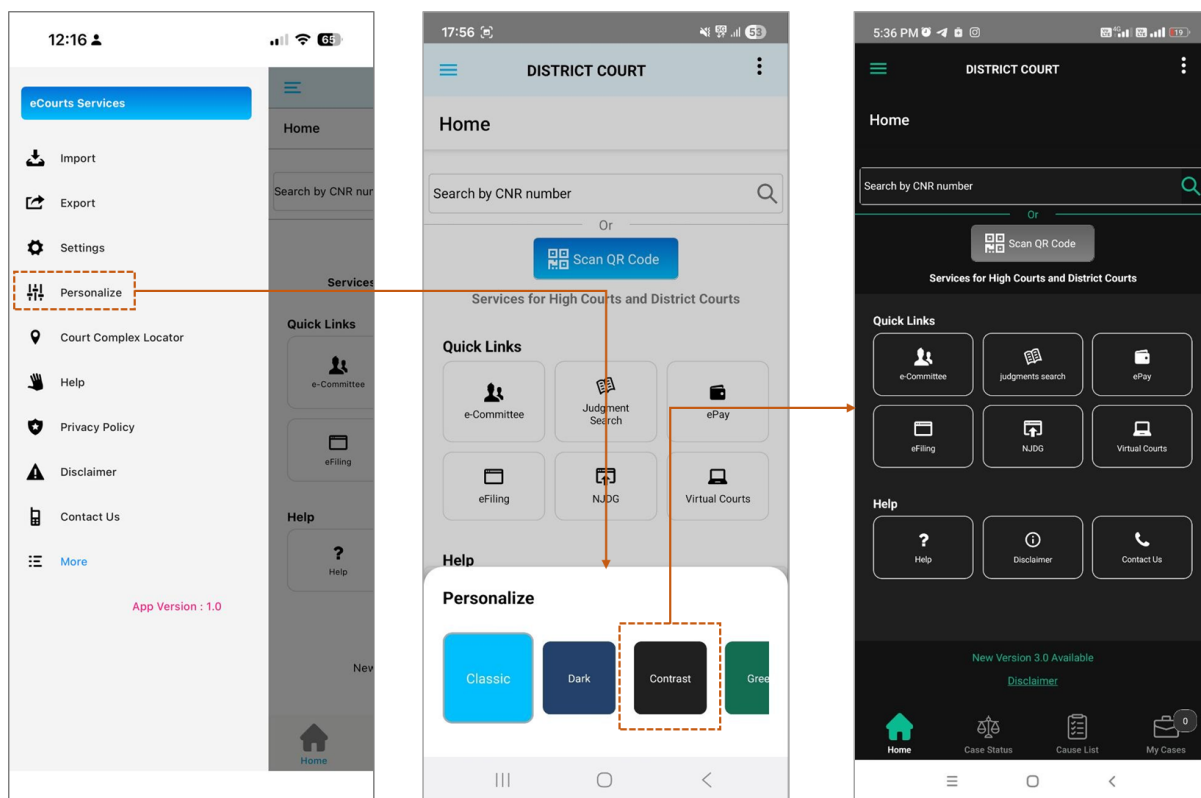 12:16
65
eCourts Services
Import
Export
Settings
Personalize
Court Complex Locator
Help
Privacy Policy
Disclaimer
Contact Us
More
App Version : 1.0
Home
Search by CNR nur
Services
Quick Links
e-Committee
eFiling
Help
Help
New
Home
17:56
53
DISTRICT COURT
Home
Search by CNR number
Or
Scan QR Code
Services for High Courts and District Courts
Quick Links
e-Committee
Judgment
Search
ePay
eFiling
NJDG
Virtual Courts
Help
Personalize
Classic
Dark
Contrast
Gree
5:36 PM
4G
19
DISTRICT COURT
Home
Search by CNR number
Or
Scan QR Code
Services for High Courts and District Courts
Quick Links
e-Committee
judgments search
ePay
eFiling
NJDG
Virtual Courts
Help
Help
Disclaimer
Contact Us
New Version 3.0 Available
Disclaimer
Home
Case Status
Cause List
My Cases
0